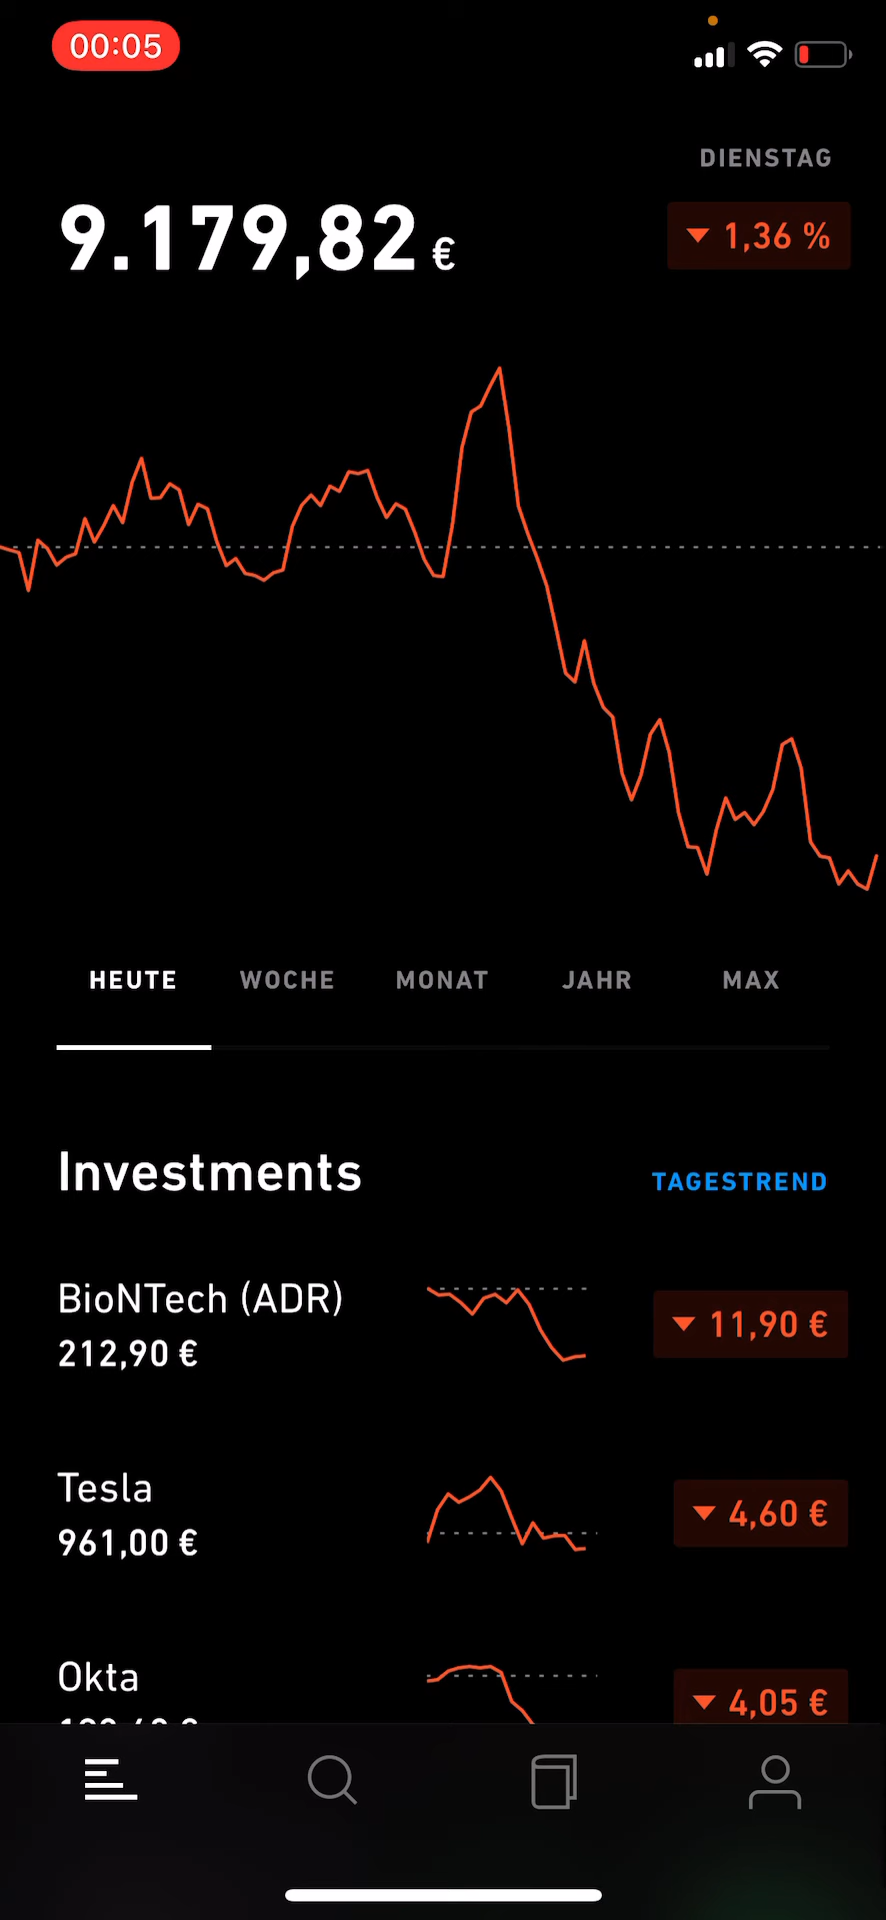 00:05
DIENSTAG
9.179,82 €
1,36 %
HEUTE WOCHE MONAT JAHR MAX
Investments
TAGESTREND
BioNTech (ADR)
212,90 €
11,90 €
Tesla
961,00 €
4,60 €
Okta
4,05 €